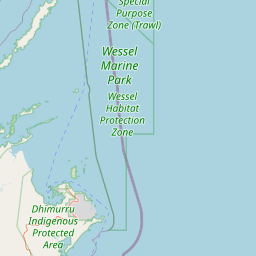 Special
Purpose
Zone (Trawl)
Wessel
Marine
Park
Wessel
Habitat
Protection
Zone
Dhimurru
Indigenous
Protected
Area